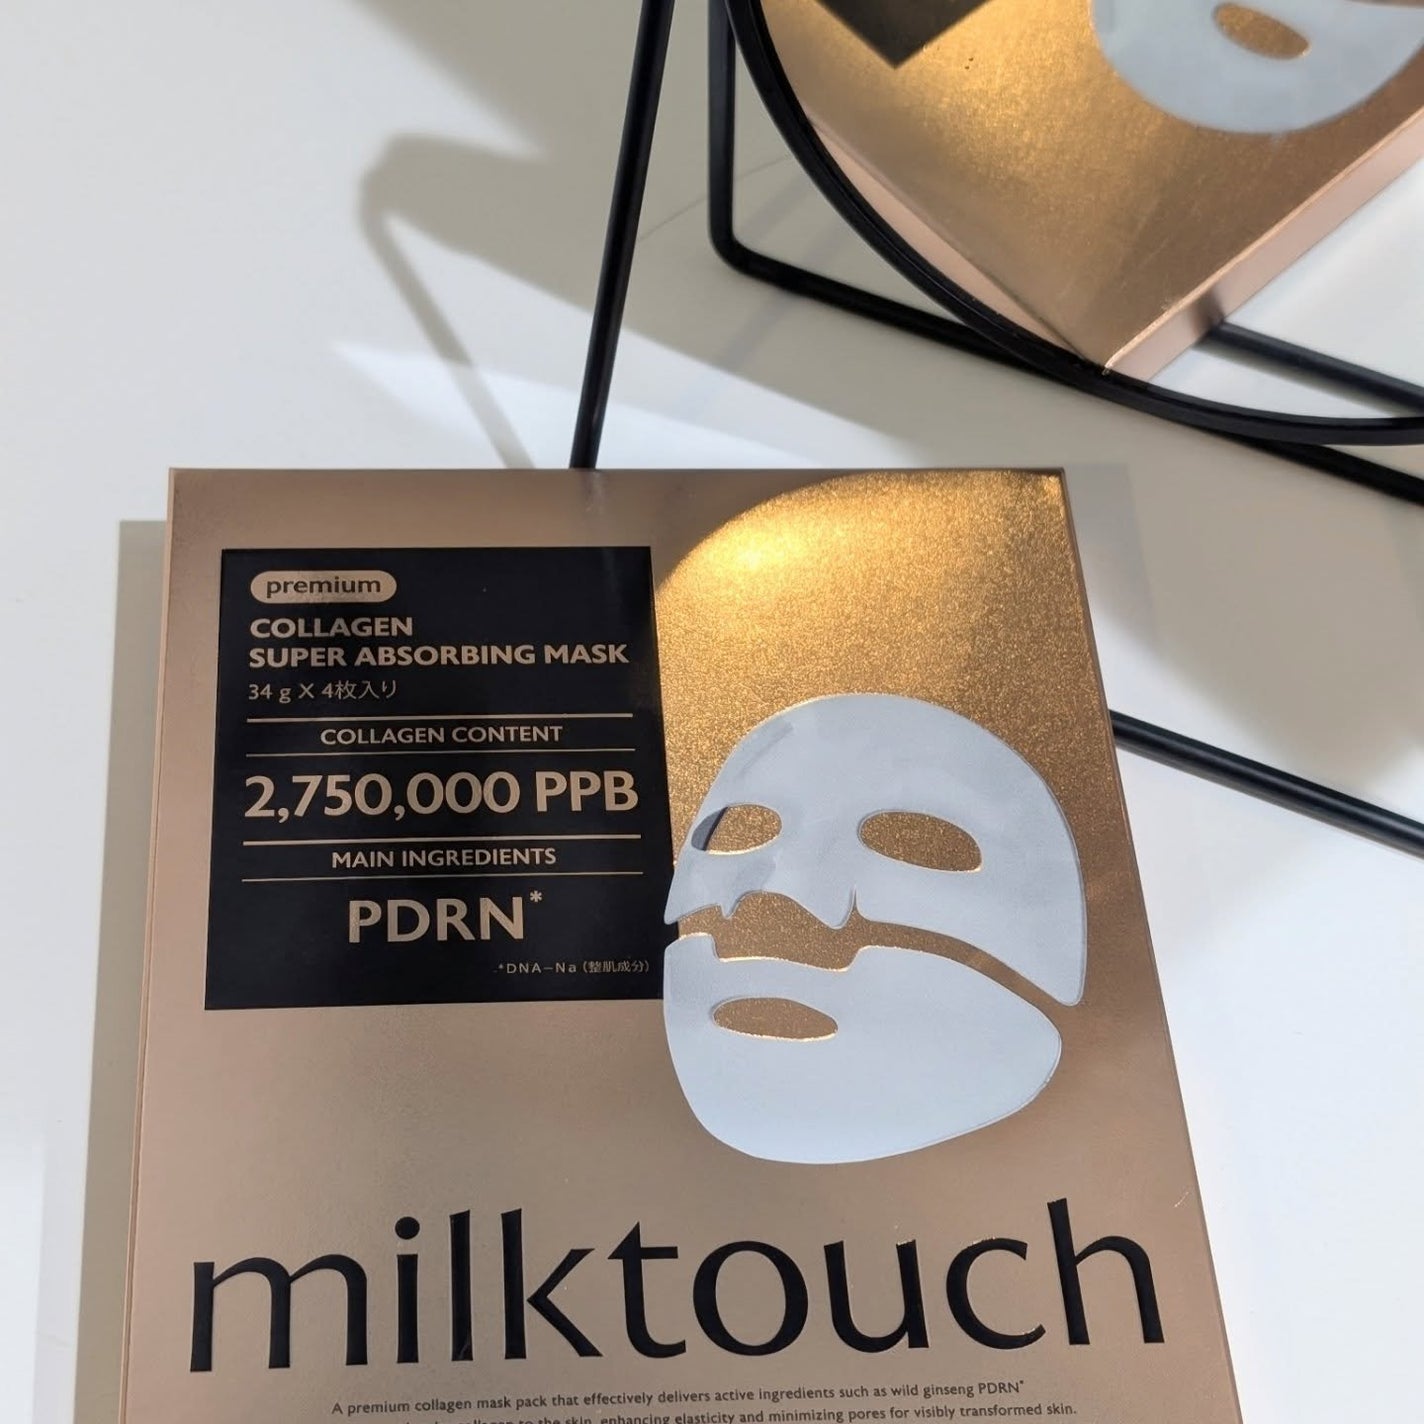 premium
COLLAGEN
SUPER ABSORBING MASK
34 g X 4枚入り
COLLAGEN CONTENT
2,750,000 PPB
MAIN INGREDIENTS
PDRN*
*DNA-Na (整肌成分)
milktouch
A premium collagen mask pack that effectively delivers active ingredients such as wild ginseng PDRN*
collagen to the skin, enhancing elasticity and minimizing pores for visibly transformed skin.